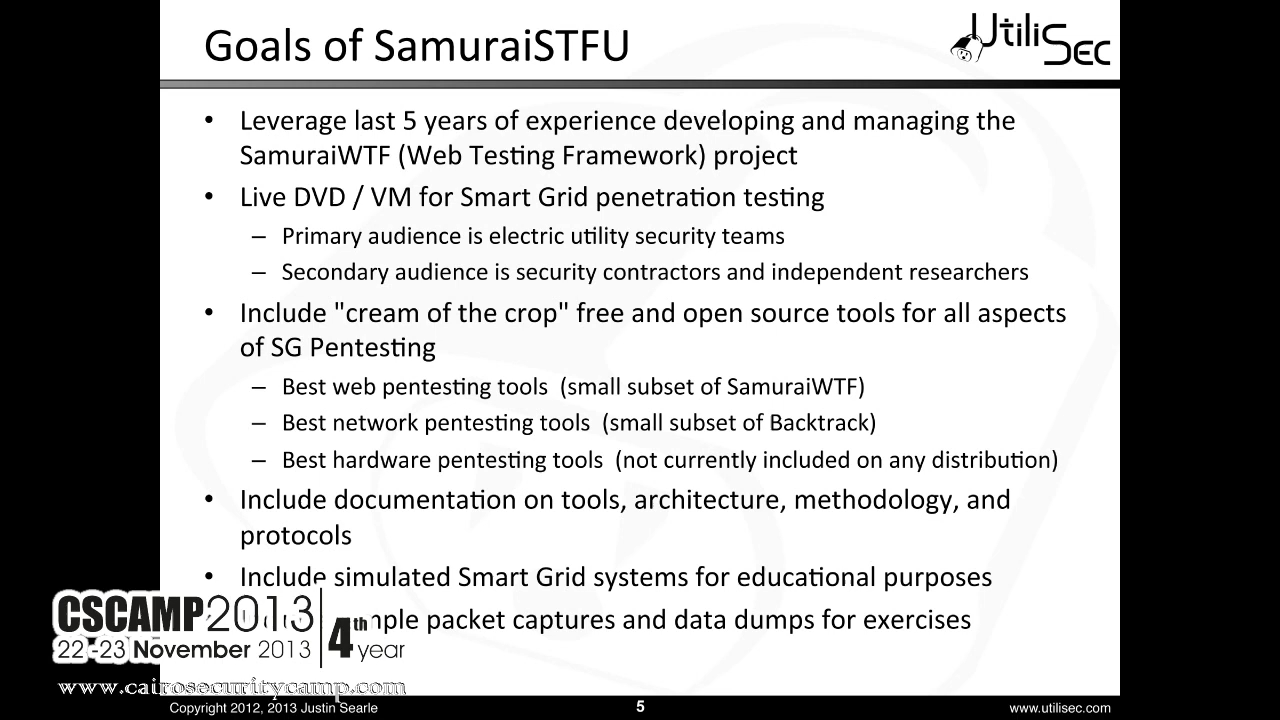 Goals of SamuraiSTFU
UtiliSec
• Leverage last 5 years of experience developing and managing the
SamuraiWTF (Web Testing Framework) project
• Live DVD / VM for Smart Grid penetration testing
– Primary audience is electric utility security teams
– Secondary audience is security contractors and independent researchers
• Include "cream of the crop" free and open source tools for all aspects
of SG Pentesting
– Best web pentesting tools (small subset of SamuraiWTF)
– Best network pentesting tools (small subset of Backtrack)
– Best hardware pentesting tools (not currently included on any distribution)
• Include documentation on tools, architecture, methodology, and
protocols
• Include simulated Smart Grid systems for educational purposes
packet captures and data dumps for exercises
CSCAMP2013
22-23 November 2013
4th
year
www.cairosecuritycamp.com
Copyright 2012, 2013 Justin Searle
5
www.utilisec.com